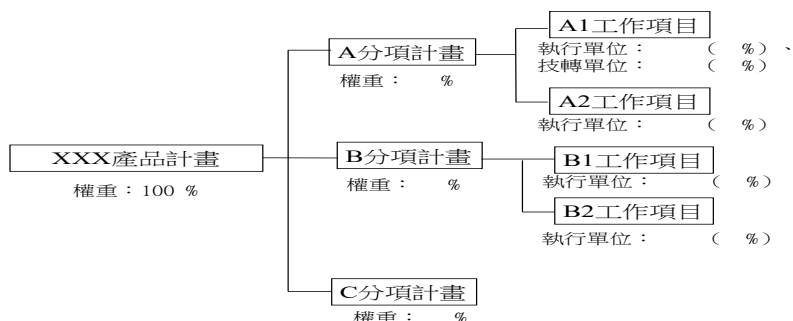 A1工作項目
A分項計畫
執行單位：　　（　%）、
技轉單位：　　（　%）
權重：　%
A2工作項目
執行單位：　　（　%）
XXX產品計畫
B分項計畫
B1工作項目
權重：100 %
權重：　%
執行單位：　　（　%）
B2工作項目
執行單位：　　（　%）
C分項計畫
權重：　%